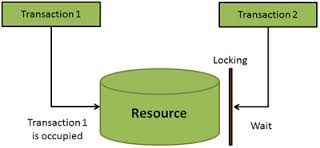 Transaction 1
Transaction 2
Locking
Resource
Transaction 1
is occupied
Wait